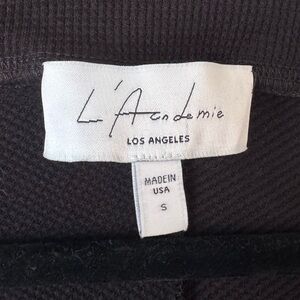 L'Academie
LOS ANGELES
MADE IN
USA
S